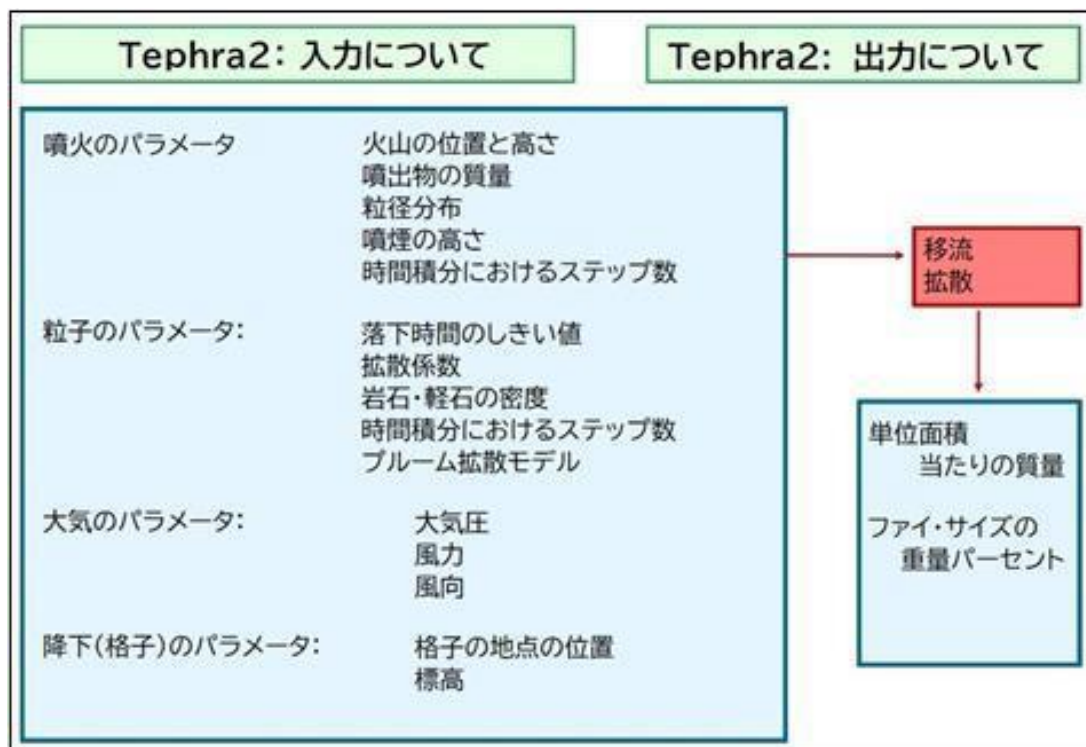 Tephra2: 入力について
Tephra2: 出力について
噴火のパラメータ 火山の位置と高さ
噴出物の質量
粒径分布
噴煙の高さ
時間積分におけるステップ数
粒子のパラメータ: 落下時間のしきい値
拡散係数
岩石・軽石の密度
時間積分におけるステップ数
プルーム拡散モデル
大気のパラメータ: 大気圧
風力
風向
降下(格子)のパラメータ: 格子の地点の位置
標高
移流
拡散
単位面積
当たりの質量
ファイ・サイズの
重量パーセント